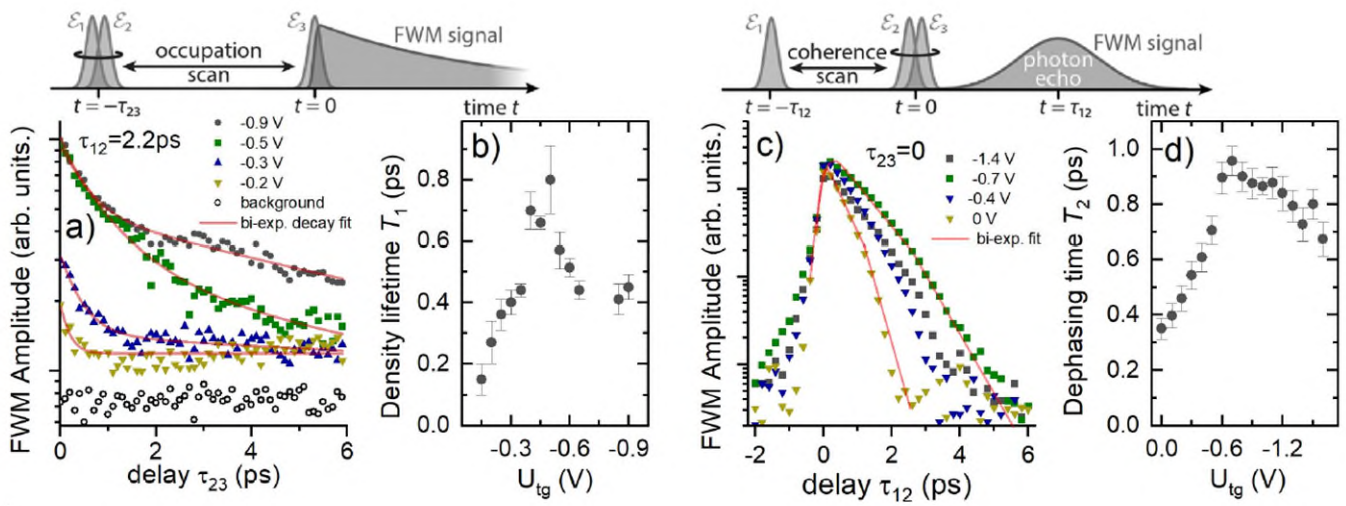 ℰ₁ ℰ₂ ℰ₃ FWM signal
occupation
scan
t = −τ₂₃ t = 0 time t
ℰ₁ ℰ₂ ℰ₃ FWM signal
coherence
scan
photon
echo
t = −τ₁₂ t = 0 t = τ₁₂ time t
a)
τ₁₂=2.2ps
-0.9 V
-0.5 V
-0.3 V
-0.2 V
background
bi-exp. decay fit
FWM Amplitude (arb. units.)
0 2 4 6
delay τ₂₃ (ps)
b)
Density lifetime T₁ (ps)
0.8
0.6
0.4
0.2
0.0
-0.3 -0.6 -0.9
Uₜg (V)
c)
τ₂₃=0
-1.4 V
-0.7 V
-0.4 V
0 V
bi-exp. fit
FWM Amplitude (arb. units.)
-2 0 2 4 6
delay τ₁₂ (ps)
d)
Dephasing time T₂ (ps)
1.0
0.8
0.6
0.4
0.2
0.0
0.0 -0.6 -1.2
Uₜg (V)